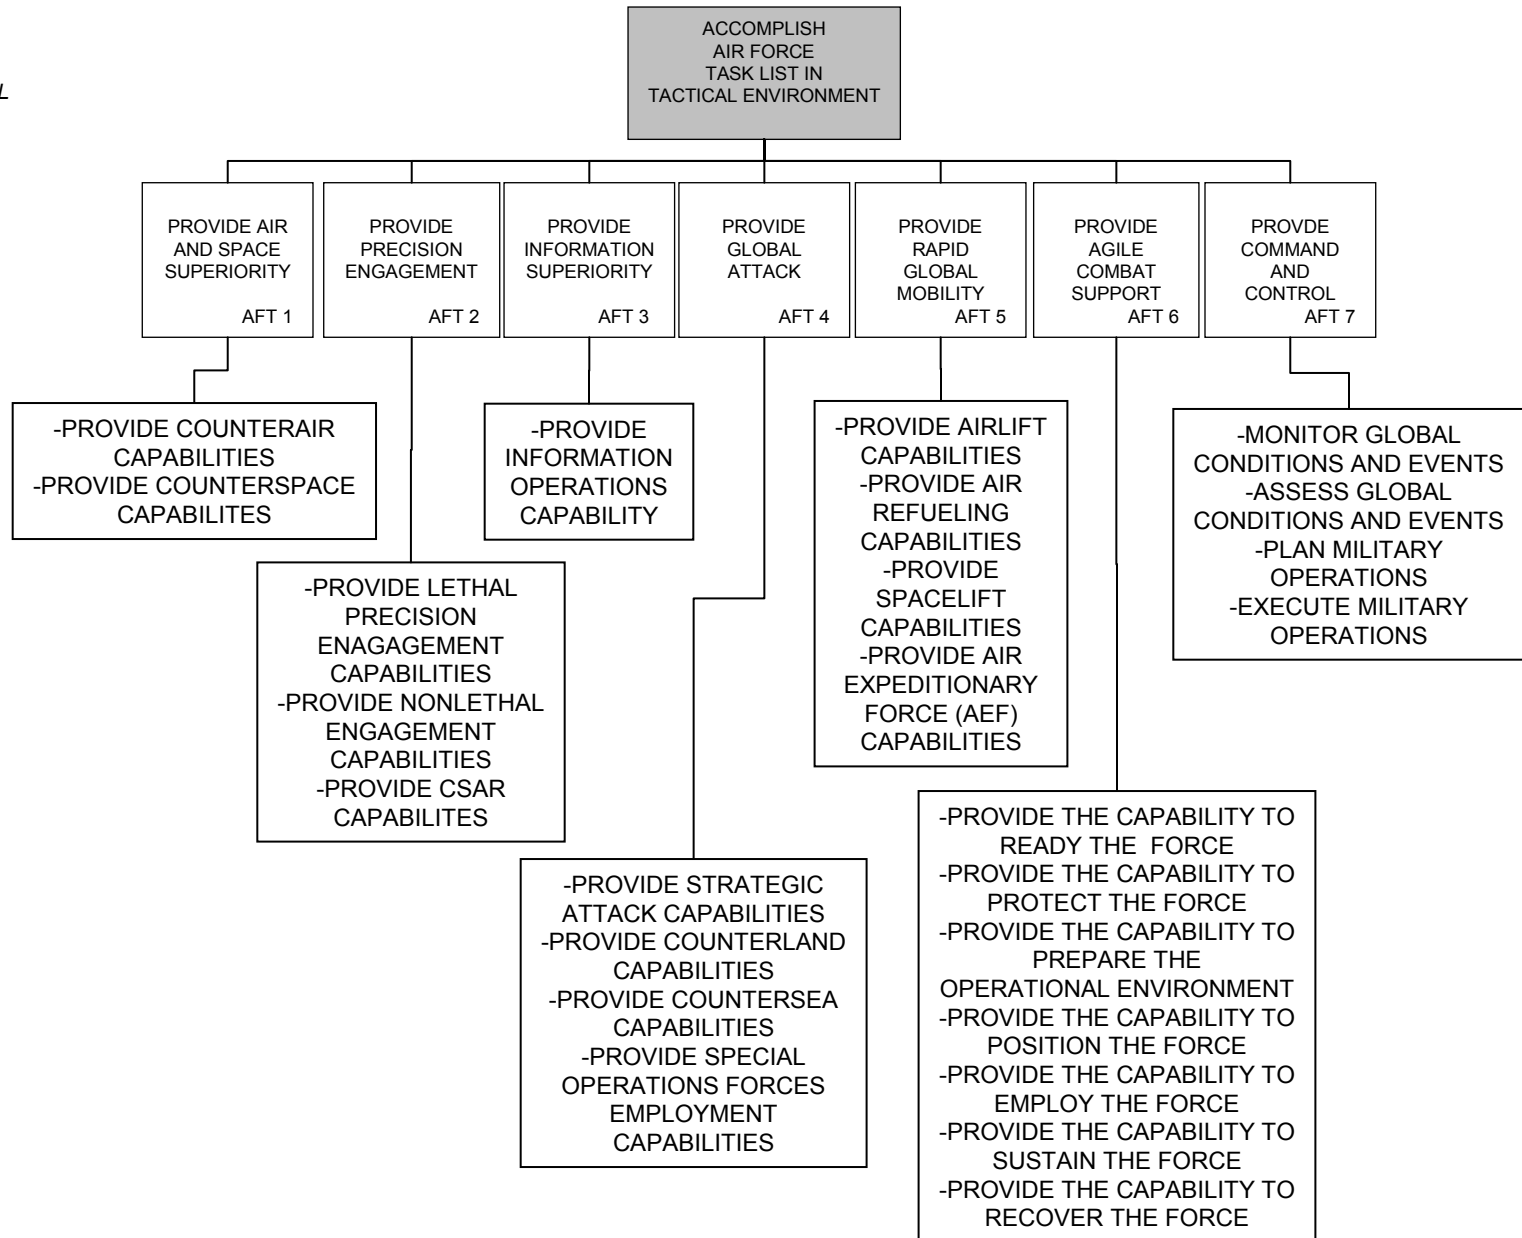 ACCOMPLISH
AIR FORCE
TASK LIST IN
TACTICAL ENVIRONMENT
L
PROVIDE AIR
AND SPACE
SUPERIORITY
AFT 1
PROVIDE
PRECISION
ENGAGEMENT
AFT 2
PROVIDE
INFORMATION
SUPERIORITY
AFT 3
PROVIDE
GLOBAL
ATTACK
AFT 4
PROVIDE
RAPID
GLOBAL
MOBILITY
AFT 5
PROVIDE
AGILE
COMBAT
SUPPORT
AFT 6
PROVDE
COMMAND
AND
CONTROL
AFT 7
-PROVIDE COUNTERAIR
CAPABILITIES
-PROVIDE COUNTERSPACE
CAPABILITES
-PROVIDE LETHAL
PRECISION
ENAGAGEMENT
CAPABILITIES
-PROVIDE NONLETHAL
ENGAGEMENT
CAPABILITIES
-PROVIDE CSAR
CAPABILITES
-PROVIDE
INFORMATION
OPERATIONS
CAPABILITY
-PROVIDE STRATEGIC
ATTACK CAPABILITIES
-PROVIDE COUNTERLAND
CAPABILITIES
-PROVIDE COUNTERSEA
CAPABILITIES
-PROVIDE SPECIAL
OPERATIONS FORCES
EMPLOYMENT
CAPABILITIES
-PROVIDE AIRLIFT
CAPABILITIES
-PROVIDE AIR
REFUELING
CAPABILITIES
-PROVIDE
SPACELIFT
CAPABILITIES
-PROVIDE AIR
EXPEDITIONARY
FORCE (AEF)
CAPABILITIES
-PROVIDE THE CAPABILITY TO
READY THE  FORCE
-PROVIDE THE CAPABILITY TO
PROTECT THE FORCE
-PROVIDE THE CAPABILITY TO
PREPARE THE
OPERATIONAL ENVIRONMENT
-PROVIDE THE CAPABILITY TO
POSITION THE FORCE
-PROVIDE THE CAPABILITY TO
EMPLOY THE FORCE
-PROVIDE THE CAPABILITY TO
SUSTAIN THE FORCE
-PROVIDE THE CAPABILITY TO
RECOVER THE FORCE
-MONITOR GLOBAL
CONDITIONS AND EVENTS
-ASSESS GLOBAL
CONDITIONS AND EVENTS
-PLAN MILITARY
OPERATIONS
-EXECUTE MILITARY
OPERATIONS